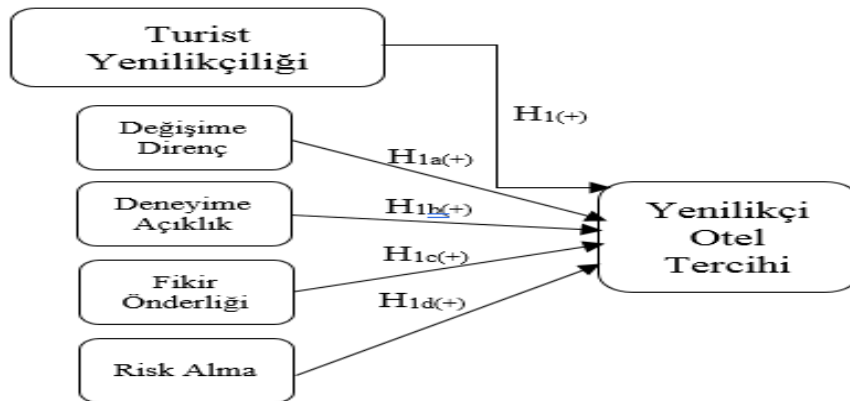 Turist
Yenilikçiliği
H1(+)
Değişime
Direnç
H1a(+)
Deneyime
Açıklık
H1b(+)
Yenilikçi
Otel
Tercihi
Fikir
Önderliği
H1c(+)
H1d(+)
Risk Alma